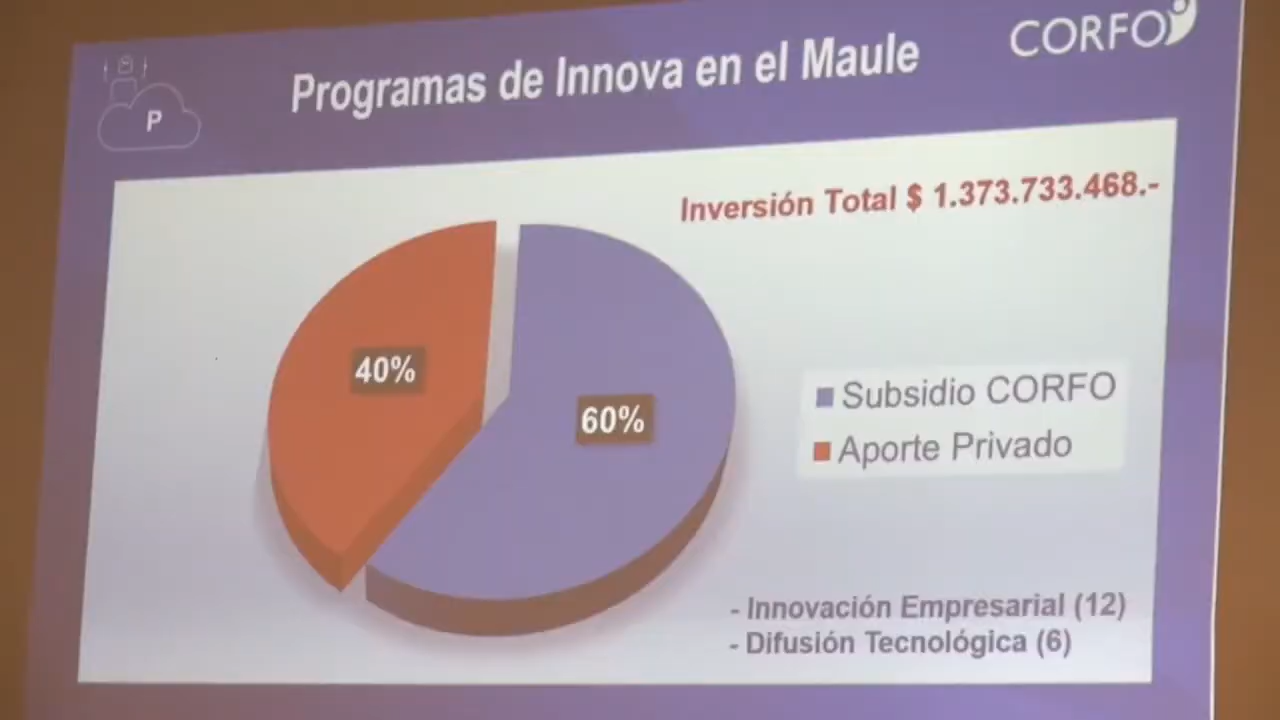 CORFO
Programas de Innova en el Maule
P
Inversión Total $ 1.373.733.468.-
40%
60%
Subsidio CORFO
Aporte Privado
- Innovación Empresarial (12)
- Difusión Tecnológica (6)